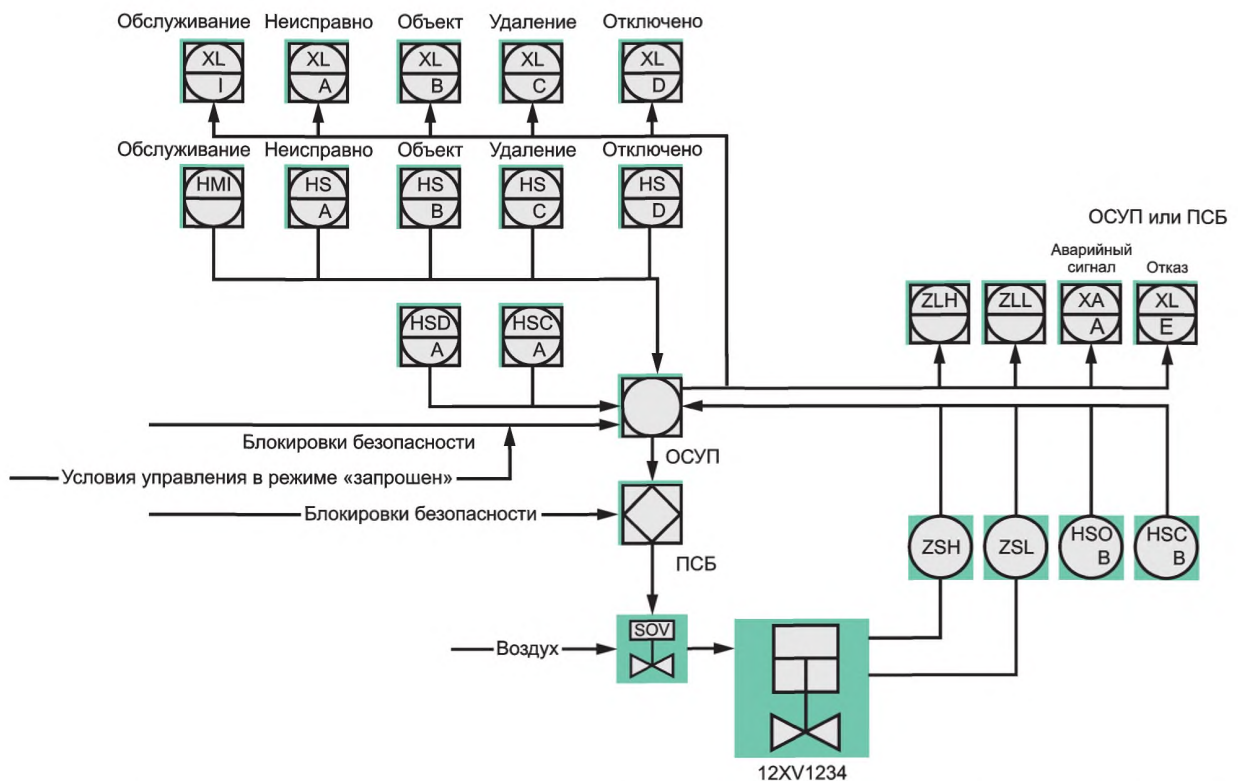 Обслуживание Неисправно Объект Удаление Отключено
XL XL XL XL XL
I A B C D
Обслуживание Неисправно Объект Удаление Отключено
HMI HS HS HS HS
A B C D
ОСУП или ПСБ
Аварийный
сигнал Отказ
ZLH ZLL XA XL
A E
HSD HSC
A A
Блокировки безопасности
ОСУП
Условия управления в режиме «запрошен»
Блокировки безопасности
ПСБ
ZSH ZSL HSO HSC
B B
SOV
Воздух
12XV1234